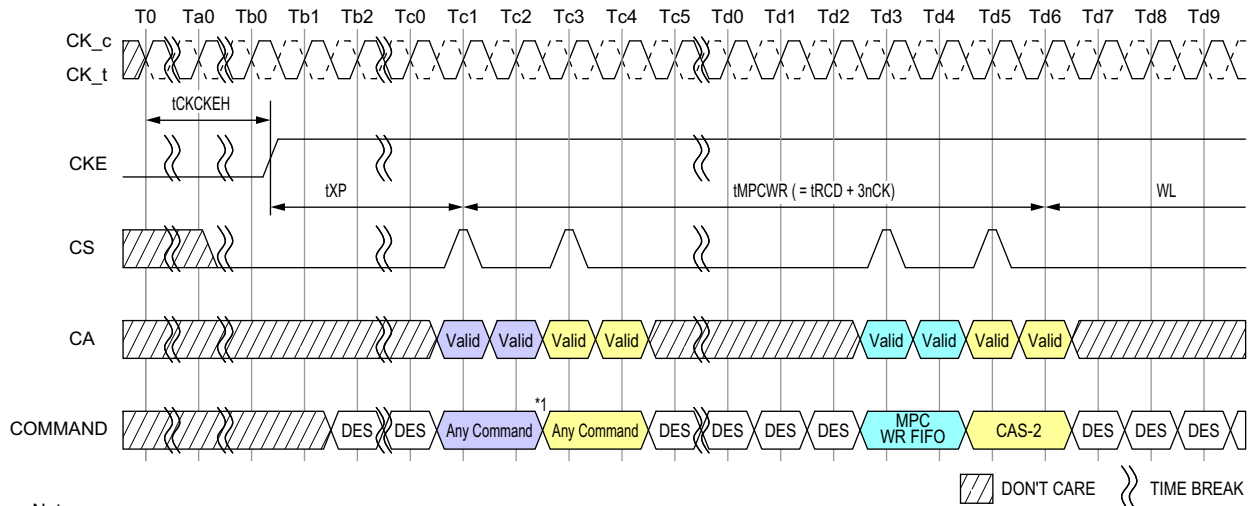 T0 Ta0 Tb0 Tb1 Tb2 Tc0 Tc1 Tc2 Tc3 Tc4 Tc5 Td0 Td1 Td2 Td3 Td4 Td5 Td6 Td7 Td8 Td9
CK_c
CK_t
tCKCKEH
CKE
tXP tMPCWR ( = tRCD + 3nCK) WL
CS
CA Valid Valid Valid Valid Valid Valid Valid Valid
*1
COMMAND DES DES Any Command Any Command DES DES DES DES MPC WR FIFO CAS-2 DES DES DES
DON'T CARE TIME BREAK